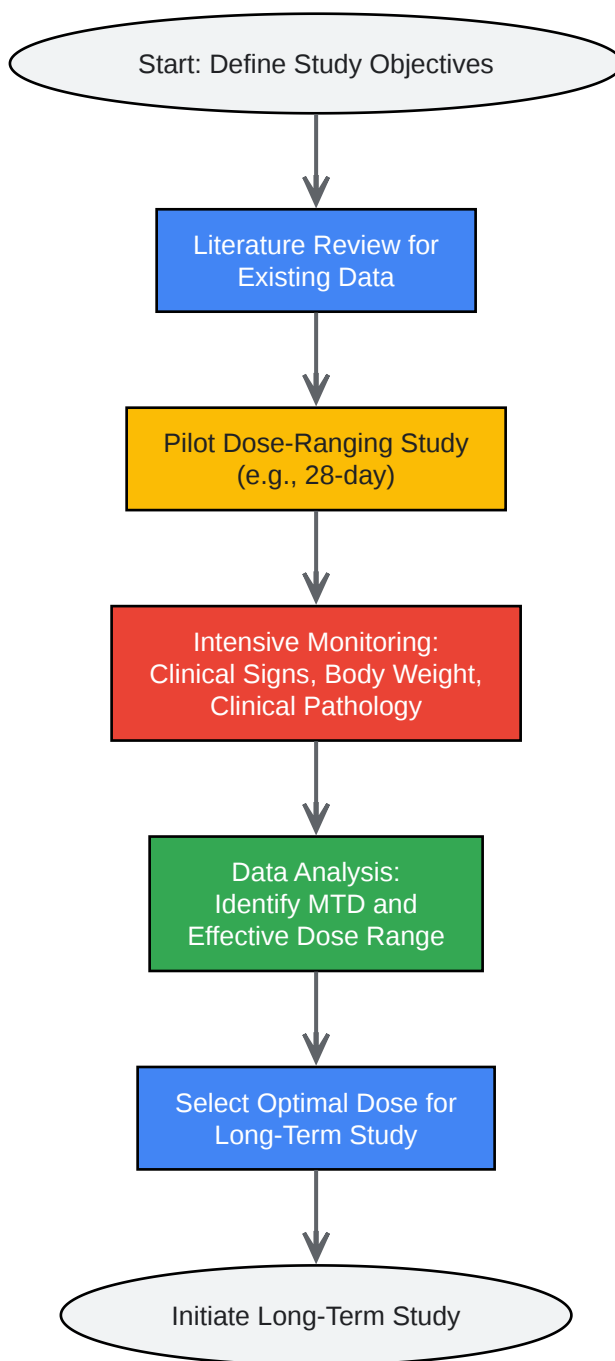 Start: Define Study Objectives
Literature Review for
Existing Data
Pilot Dose-Ranging Study
(e.g., 28-day)
Intensive Monitoring:
Clinical Signs, Body Weight,
Clinical Pathology
Data Analysis:
Identify MTD and
Effective Dose Range
Select Optimal Dose for
Long-Term Study
Initiate Long-Term Study